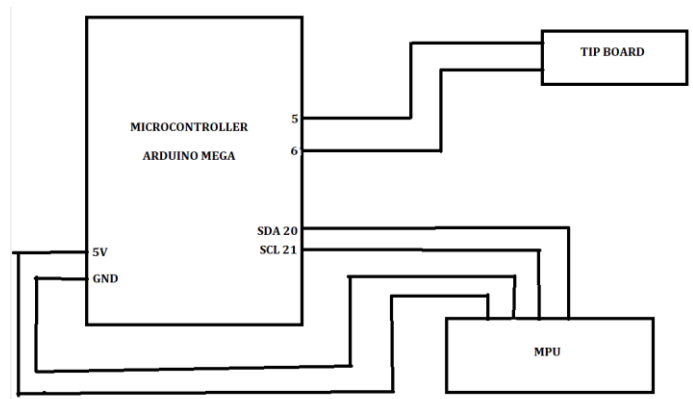 TIP BOARD
5
MICROCONTROLLER
ARDUINO MEGA
6
SDA 20
SCL 21
5V
GND
MPU